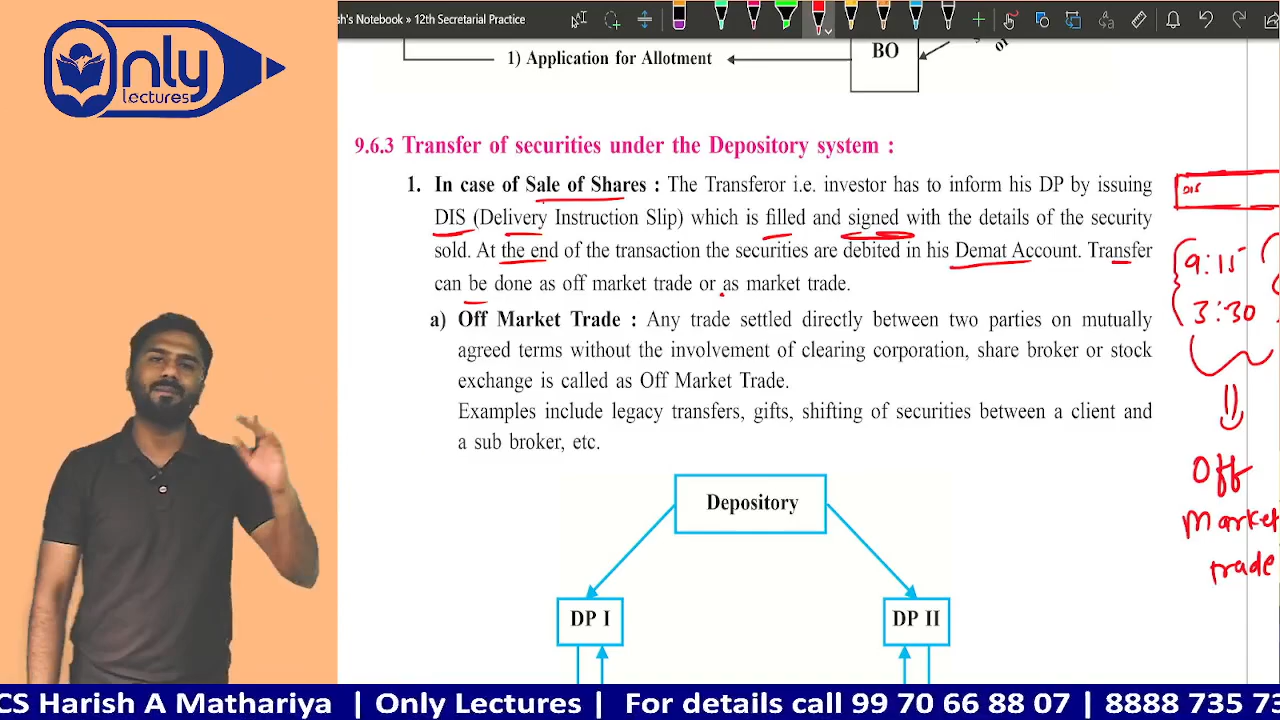 Only
lectures
sh's Notebook » 12th Secretarial Practice
1) Application for Allotment
BO
9.6.3 Transfer of securities under the Depository system :
1. In case of Sale of Shares : The Transferor i.e. investor has to inform his DP by issuing
DIS (Delivery Instruction Slip) which is filled and signed with the details of the security
sold. At the end of the transaction the securities are debited in his Demat Account. Transfer
can be done as off market trade or as market trade.
a) Off Market Trade : Any trade settled directly between two parties on mutually
agreed terms without the involvement of clearing corporation, share broker or stock
exchange is called as Off Market Trade.
Examples include legacy transfers, gifts, shifting of securities between a client and
a sub broker, etc.
Depository
DP I
DP II
DIS
9:15
3:30
Off
Market
trade
CS Harish A Mathariya | Only Lectures | For details call 99 70 66 88 07 | 8888 735 73